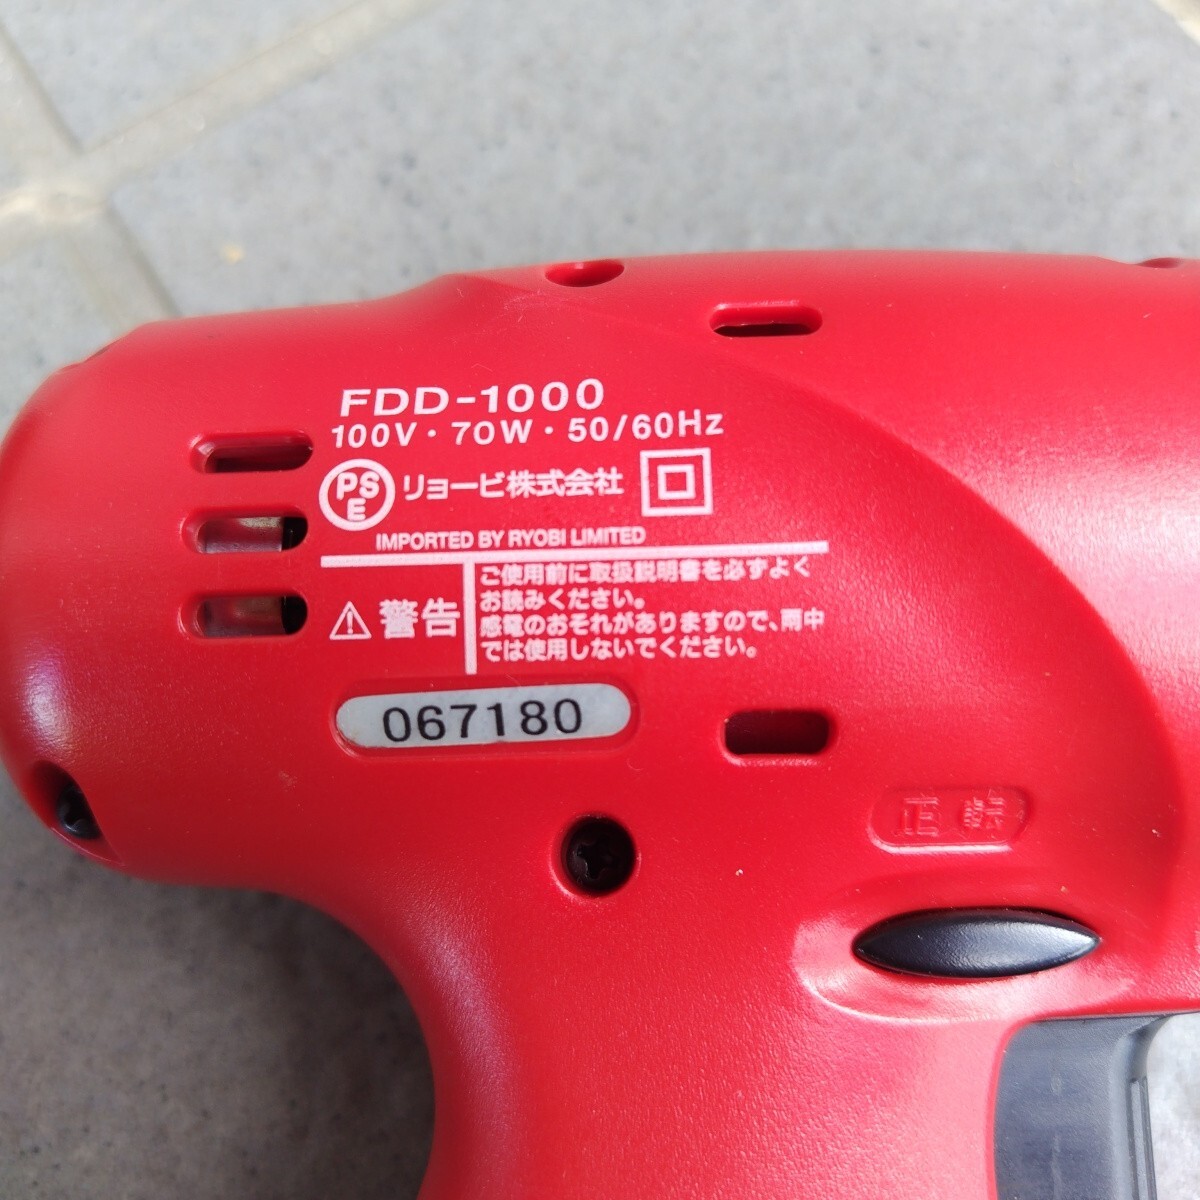 FDD-1000
100V・70W・50/60Hz
PSE リョービ株式会社
IMPORTED BY RYOBI LIMITED
警告
ご使用前に取扱説明書を必ずよく
お読みください。
感電のおそれがありますので、雨中
では使用しないでください。
067180
正転